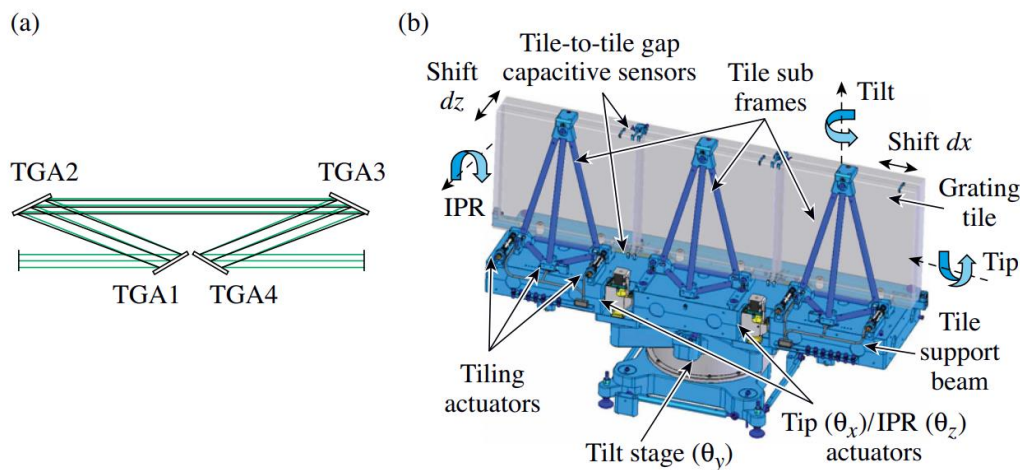 (a)
TGA2
TGA3
TGA1
TGA4
(b)
Tile-to-tile gap
capacitive sensors
Shift
dz
Tile sub
frames
Tilt
Shift dx
Grating
tile
IPR
Tip
Tiling
actuators
Tile
support
beam
Tip (θx)/IPR (θz)
actuators
Tilt stage (θy)